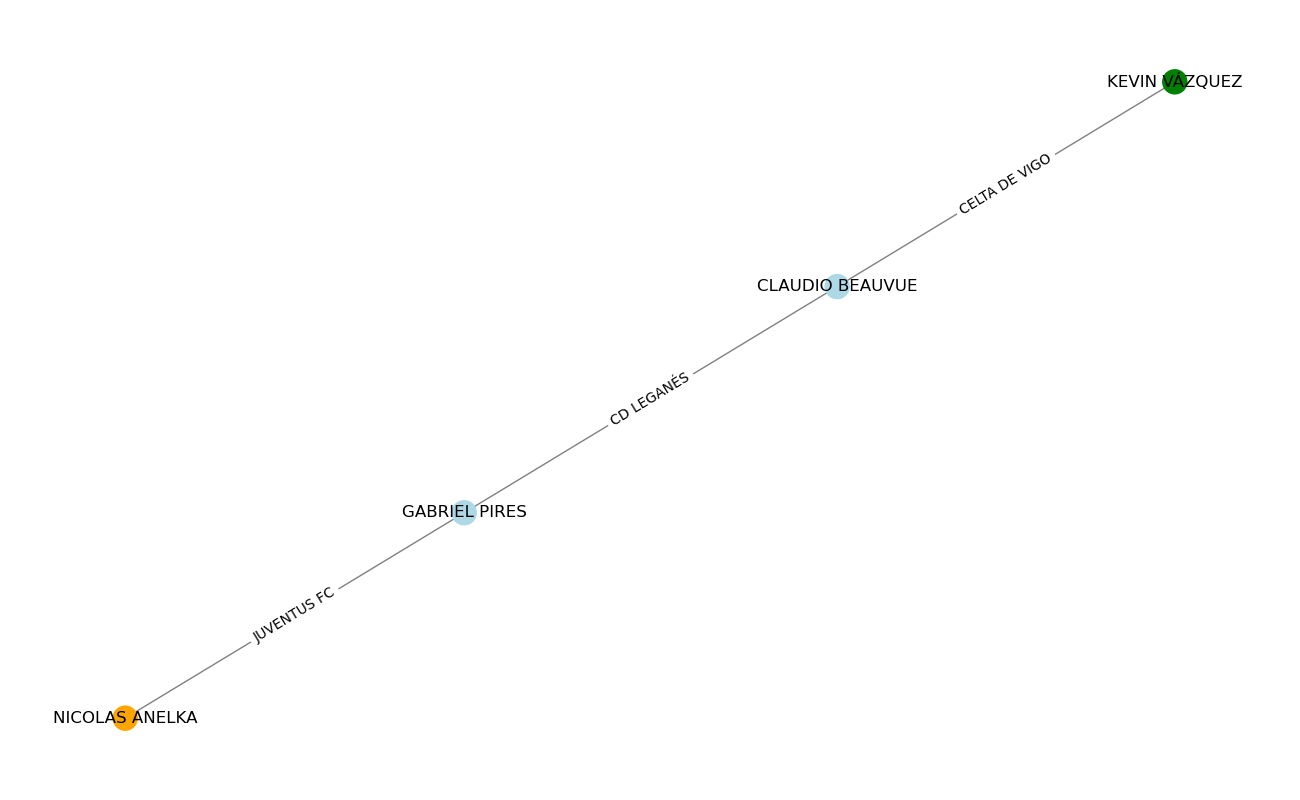 KEVIN VÁZQUEZ
CELTA DE VIGO
CLAUDIO BEAUVUE
CD LEGANÉS
GABRIEL PIRES
JUVENTUS FC
NICOLAS ANELKA